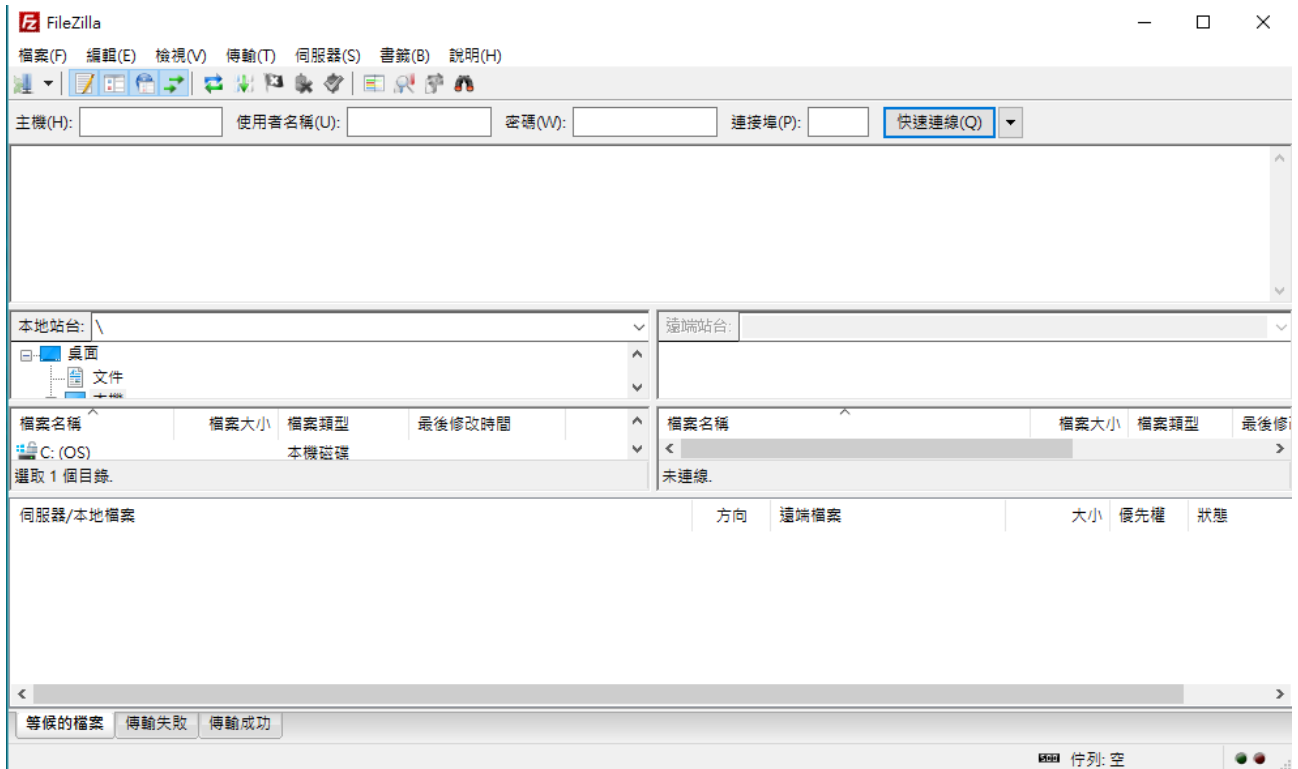 FileZilla
檔案(F) 編輯(E) 檢視(V) 傳輸(T) 伺服器(S) 書籤(B) 說明(H)
主機(H): 使用者名稱(U): 密碼(W): 連接埠(P): 快速連線(Q)
本地站台: \ 遠端站台:
桌面
文件
本機
檔案名稱 檔案大小 檔案類型 最後修改時間 檔案名稱 檔案大小 檔案類型 最後修
C: (OS) 本機磁碟
選取 1 個目錄. 未連線.
伺服器/本地檔案 方向 遠端檔案 大小 優先權 狀態
等候的檔案 傳輸失敗 傳輸成功
佇列: 空